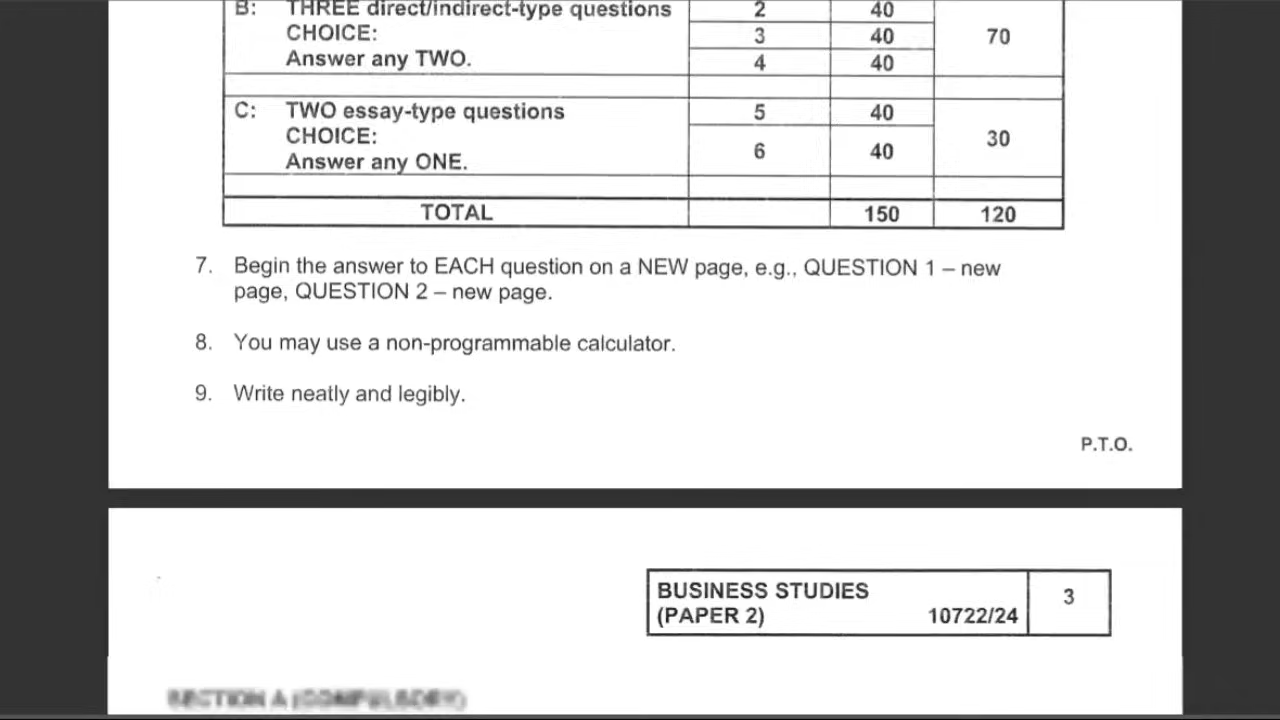 B: THREE direct/indirect-type questions 2 40
CHOICE: 3 40 70
Answer any TWO. 4 40
C: TWO essay-type questions 5 40
CHOICE: 30
Answer any ONE. 6 40
TOTAL 150 120
7. Begin the answer to EACH question on a NEW page, e.g., QUESTION 1 – new
page, QUESTION 2 – new page.
8. You may use a non-programmable calculator.
9. Write neatly and legibly.
P.T.O.
BUSINESS STUDIES 3
(PAPER 2) 10722/24
SECTION A (COMPULSORY)